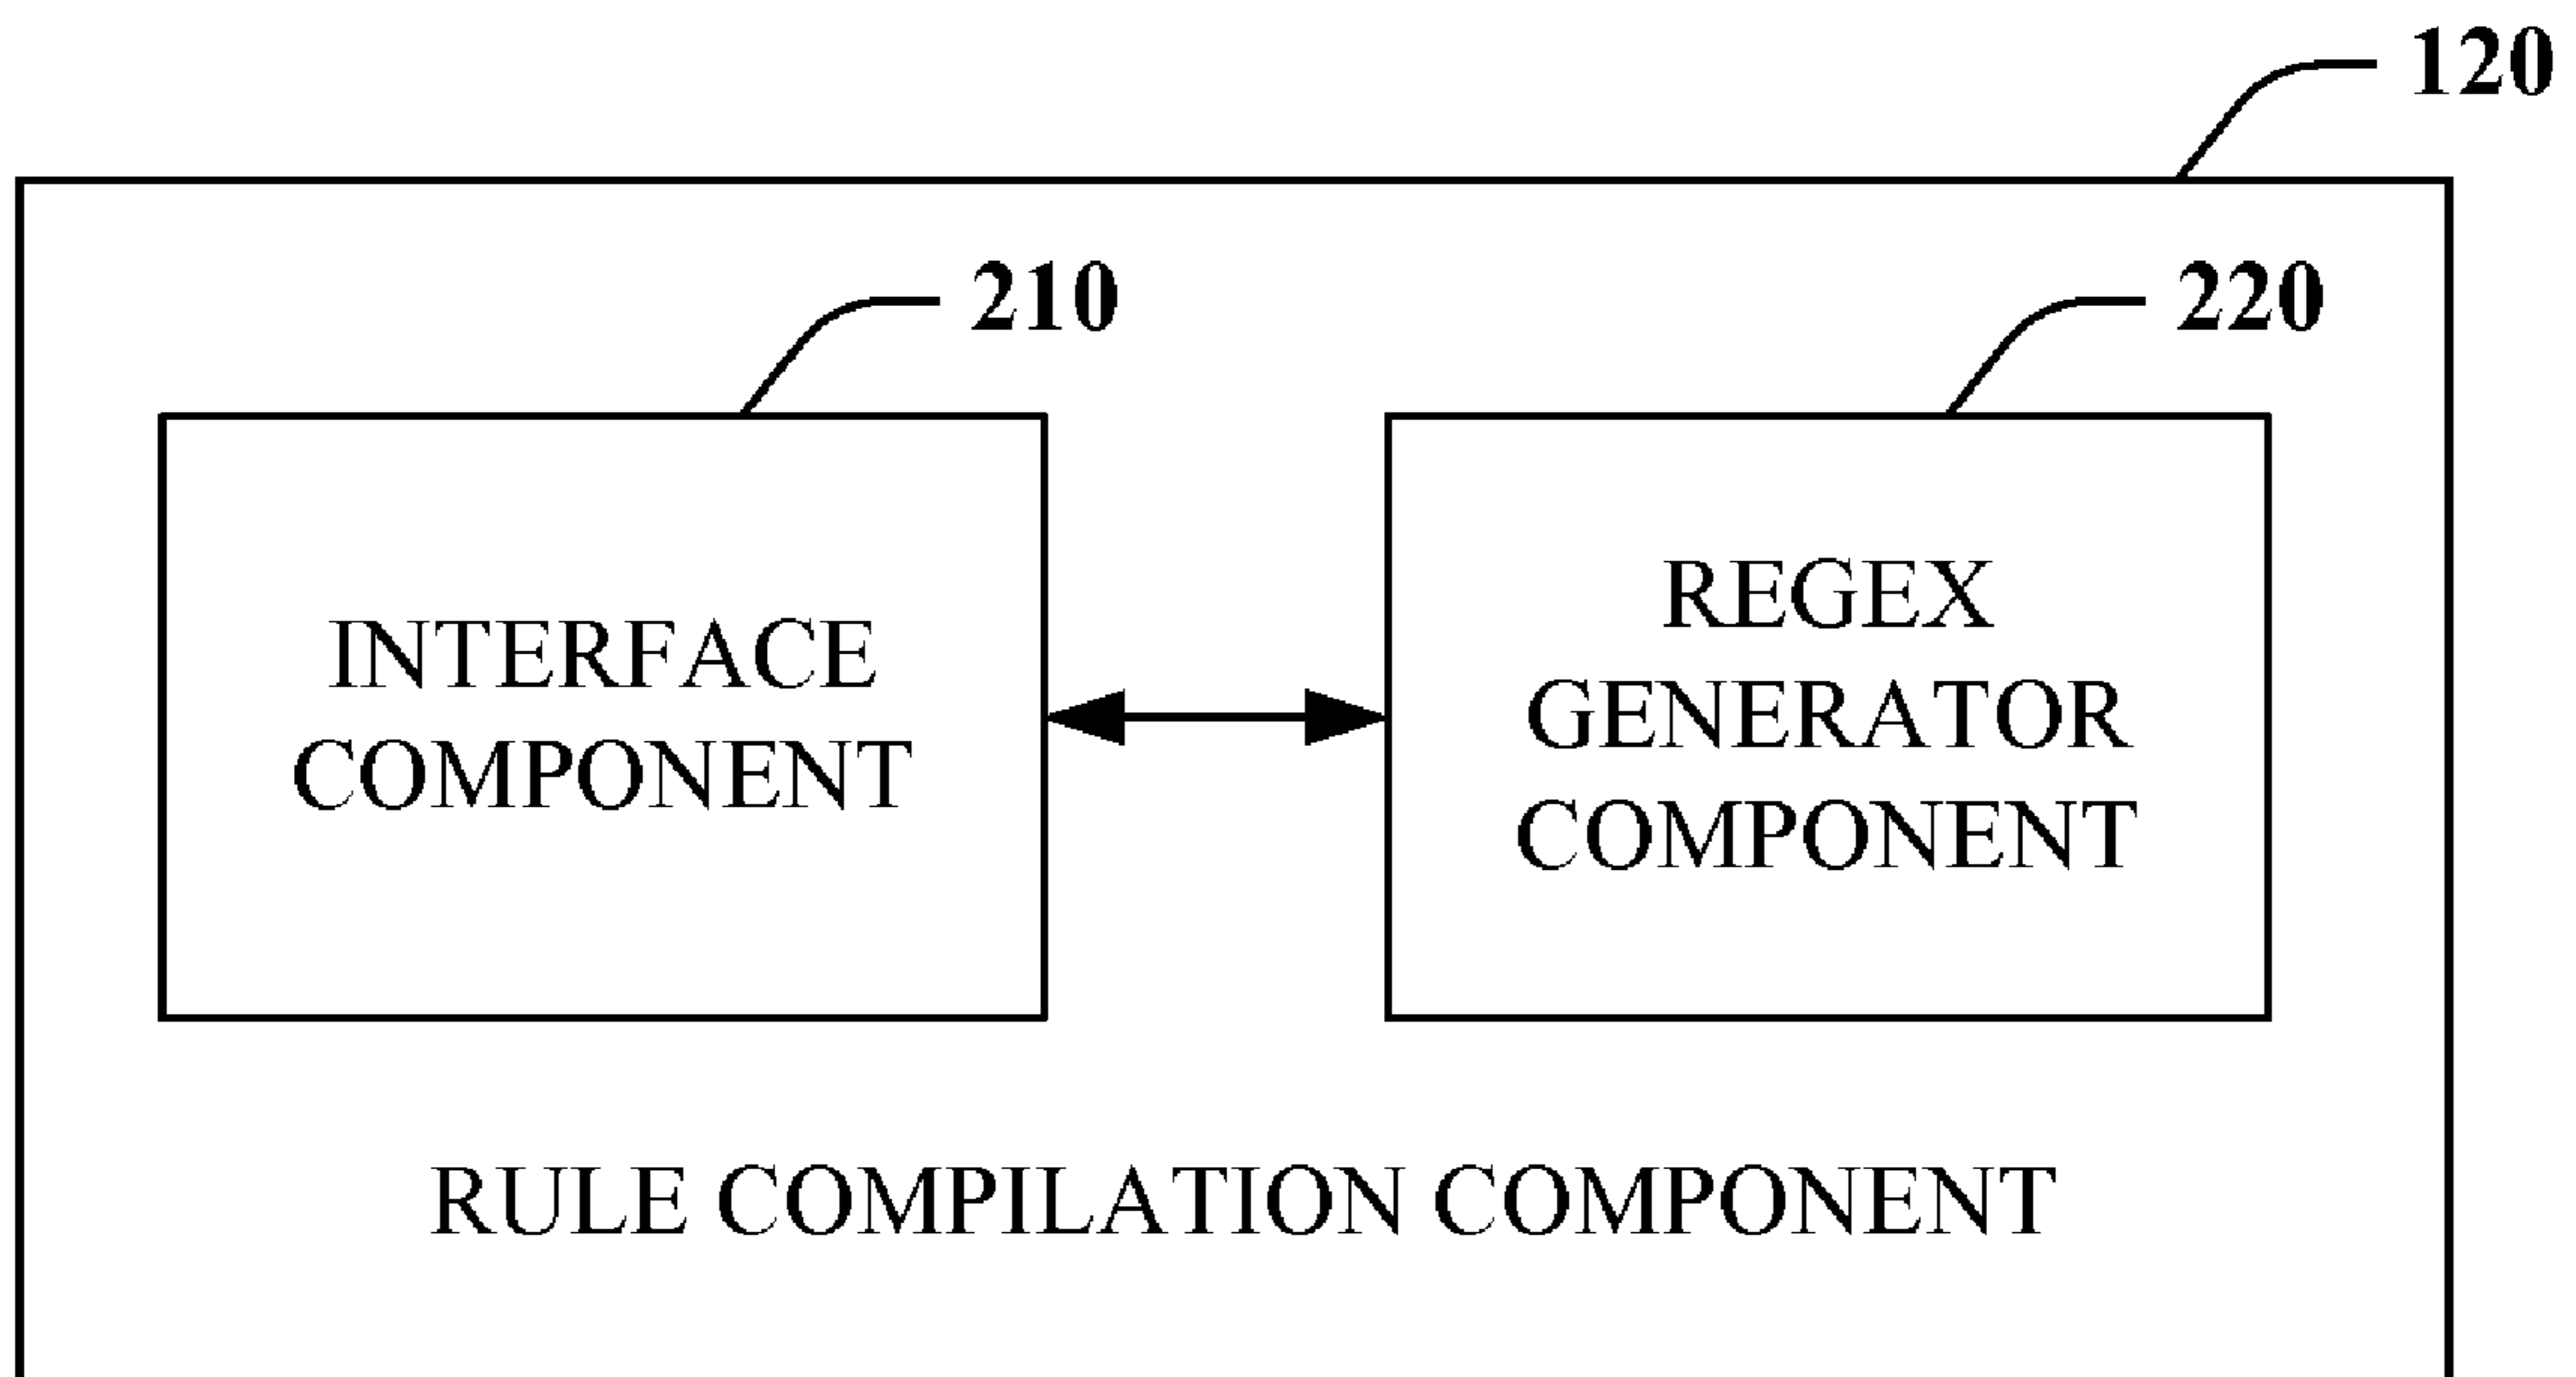 120
210
220
INTERFACE
COMPONENT
REGEX
GENERATOR
COMPONENT
RULE COMPILATION COMPONENT